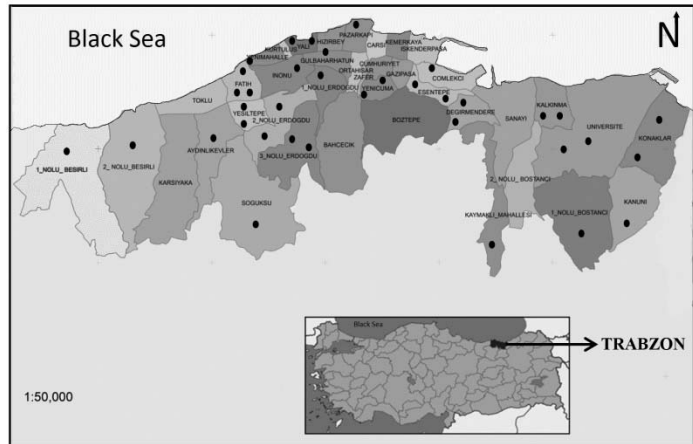 Black Sea
N
PAZARKAPI
KURTULUS
YALI
HIZIRBEY
CARSI
KEMERKAYA
ISKENDERPASA
YENIMAHALLE
GULBAHARHATUN
CUMHURIYET
ORTAHISAR
INONU
ZAFER
GAZIPASA
COMLEKCI
FATIH
1_NOLU_ERDOGDU
YENICUMA
ESENTEPE
TOKLU
YESILTEPE
DEGIRMENDERE
KALKINMA
2_NOLU_ERDOGDU
BOZTEPE
SANAYI
UNIVERSITE
KONAKLAR
1_NOLU_BESIRLI
2_NOLU_BESIRLI
AYDINLIKEVLER
3_NOLU_ERDOGDU
BAHCECIK
KARSIYAKA
2_NOLU_BOSTANCI
SOGUKSU
KAYMAKLI_MAHALLESI
1_NOLU_BOSTANCI
KANUNI
Black Sea
TRABZON
1:50,000